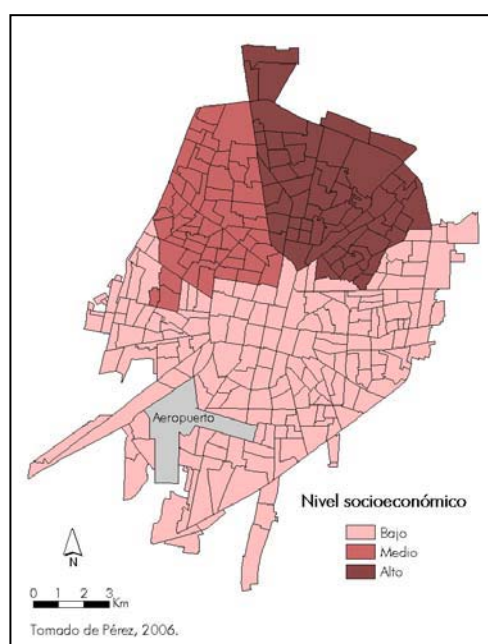 Aeropuerto
Nivel socioeconómico
Bajo
Medio
Alto
N
0 1 2 3
Km
Tomado de Pérez, 2006.